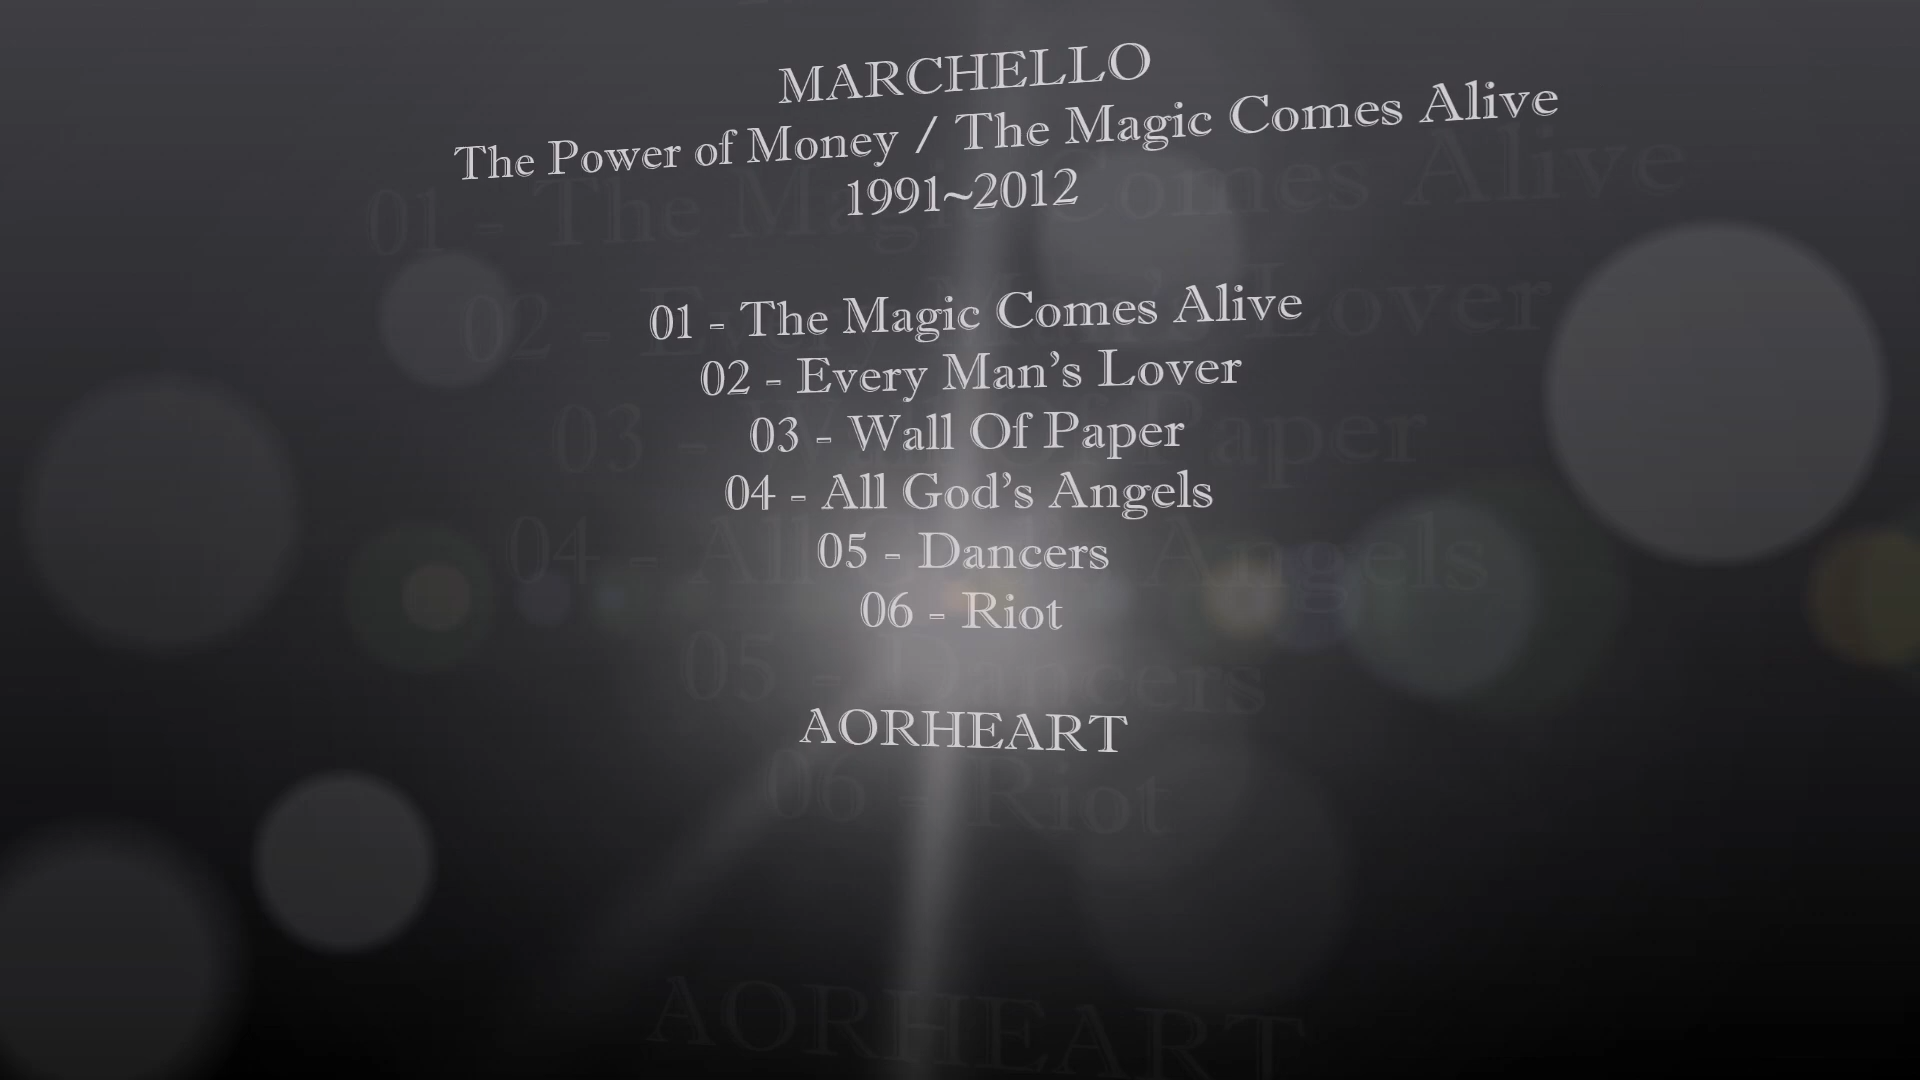 MARCHELLO
The Power of Money / The Magic Comes Alive
1991~2012
01 - The Magic Comes Alive
02 - Every Man's Lover
03 - Wall Of Paper
04 - All God's Angels
05 - Dancers
06 - Riot
AORHEART